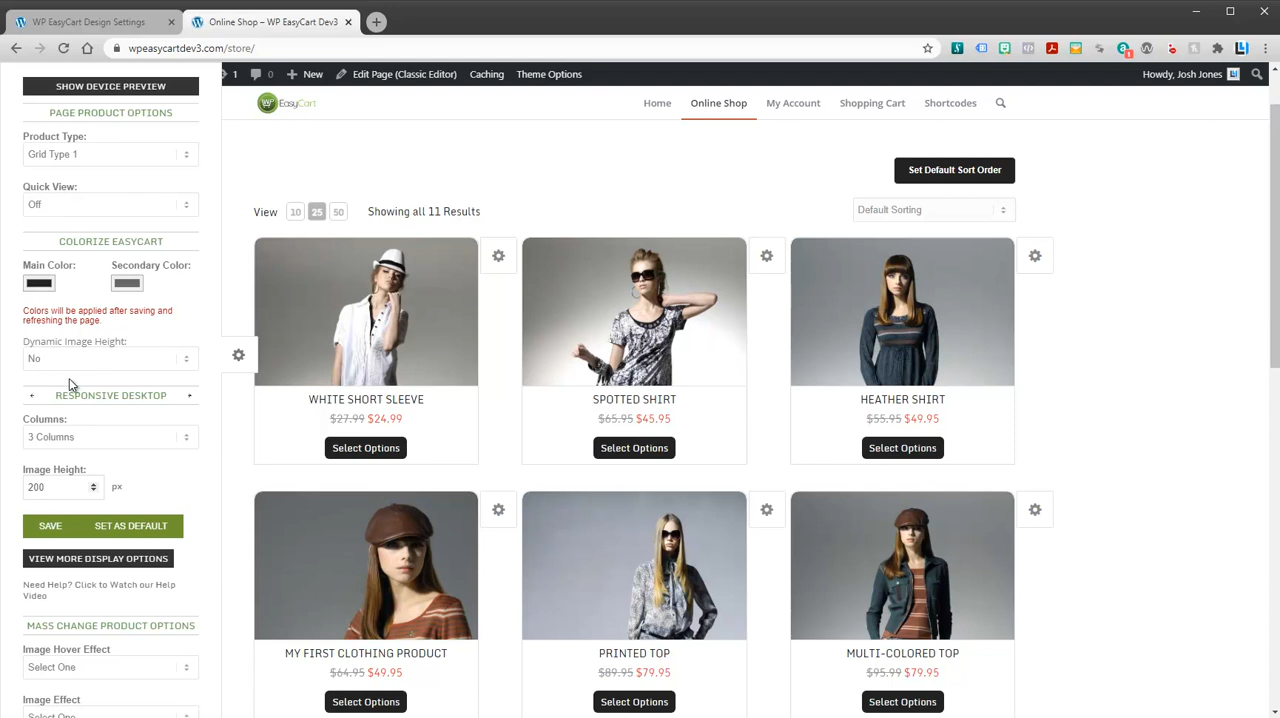 WP EasyCart Design Settings
Online Shop – WP EasyCart Dev3
wpeasycartdev3.com/store/
1 0 New Edit Page (Classic Editor) Caching Theme Options Howdy, Josh Jones
WP EasyCart Home Online Shop My Account Shopping Cart Shortcodes
SHOW DEVICE PREVIEW
PAGE PRODUCT OPTIONS
Product Type:
Grid Type 1
Quick View:
Off
COLORIZE EASYCART
Main Color: Secondary Color:
Colors will be applied after saving and
refreshing the page.
Dynamic Image Height:
No
RESPONSIVE DESKTOP
Columns:
3 Columns
Image Height:
200 px
SAVE SET AS DEFAULT
VIEW MORE DISPLAY OPTIONS
Need Help? Click to Watch our Help
Video
MASS CHANGE PRODUCT OPTIONS
Image Hover Effect
Select One
Image Effect
Select One
Set Default Sort Order
View 10 25 50 Showing all 11 Results Default Sorting
WHITE SHORT SLEEVE
$27.99 $24.99
Select Options
SPOTTED SHIRT
$65.95 $45.95
Select Options
HEATHER SHIRT
$55.95 $49.95
Select Options
MY FIRST CLOTHING PRODUCT
$64.95 $49.95
Select Options
PRINTED TOP
$89.95 $79.95
Select Options
MULTI-COLORED TOP
$95.99 $79.95
Select Options